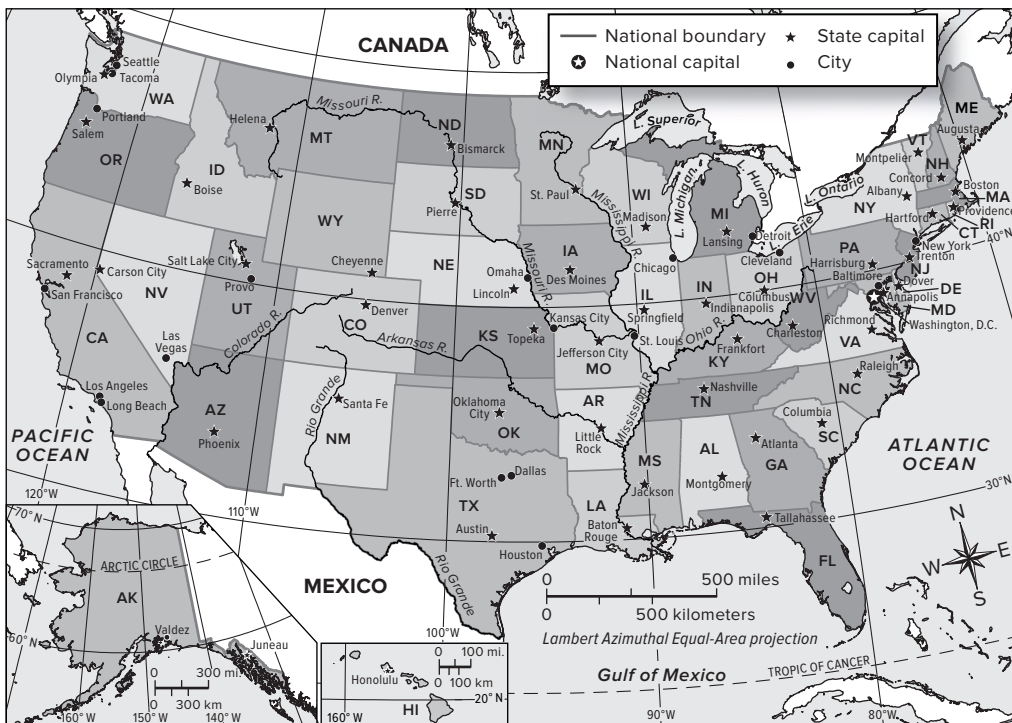 CANADA
National boundary
National capital
State capital
City
Seattle
Olympia
Tacoma
WA
Portland
Salem
OR
Helena
MT
Missouri R.
ND
Bismarck
MN
L. Superior
ME
Augusta
VT
Montpelier
NH
Concord
ID
Boise
SD
Pierre
St. Paul
WI
Madison
Mississippi R.
L. Michigan
L. Huron
MI
Lansing
Detroit
L. Ontario
L. Erie
Albany
NY
Boston
MA
Providence
RI
Hartford
CT
40°N
New York
Trenton
NJ
WY
Cheyenne
NE
Omaha
Lincoln
Missouri R.
IA
Des Moines
Chicago
Cleveland
PA
Harrisburg
Baltimore
Dover
DE
Annapolis
MD
Washington, D.C.
Sacramento
Carson City
San Francisco
NV
Salt Lake City
Provo
UT
Colorado R.
Denver
CO
Arkansas R.
KS
Topeka
Kansas City
Jefferson City
MO
St. Louis
IL
Springfield
IN
Indianapolis
OH
Columbus
WV
Charleston
Richmond
VA
Ohio R.
KY
Frankfort
CA
Las
Vegas
Los Angeles
Long Beach
AZ
Phoenix
Rio Grande
Santa Fe
NM
Oklahoma
City
OK
AR
Little
Rock
Mississippi R.
Nashville
TN
Raleigh
NC
Columbia
SC
PACIFIC
OCEAN
ATLANTIC
OCEAN
Dallas
Ft. Worth
TX
Austin
Houston
LA
Baton
Rouge
MS
Jackson
AL
Montgomery
Atlanta
GA
Tallahassee
FL
30°N
120°W
110°W
MEXICO
Rio Grande
100°W
0
500 miles
0
500 kilometers
Lambert Azimuthal Equal-Area projection
N
W
E
S
Gulf of Mexico
TROPIC OF CANCER
90°W
80°W
70°N
ARCTIC CIRCLE
AK
60°N
Valdez
Juneau
0
300 mi.
0
300 km
160°W
150°W
140°W
Honolulu
0
100 mi.
0
100 km
20°N
HI
160°W